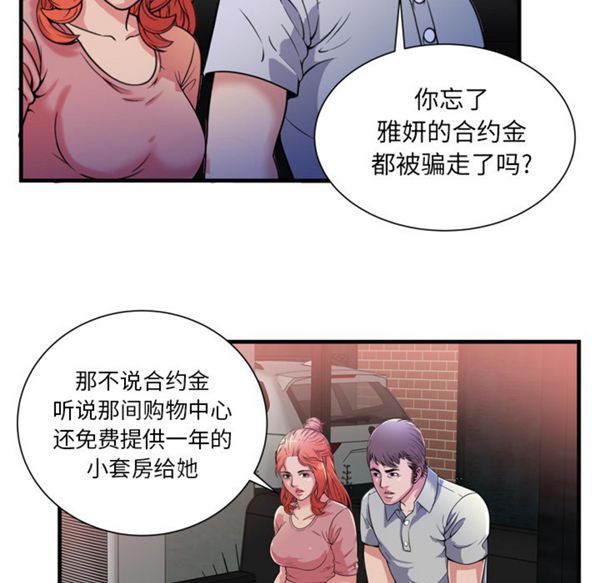 你忘了
雅妍的合约金
都被骗走了吗?
那不说合约金
听说那间购物中心
还免费提供一年的
小套房给她